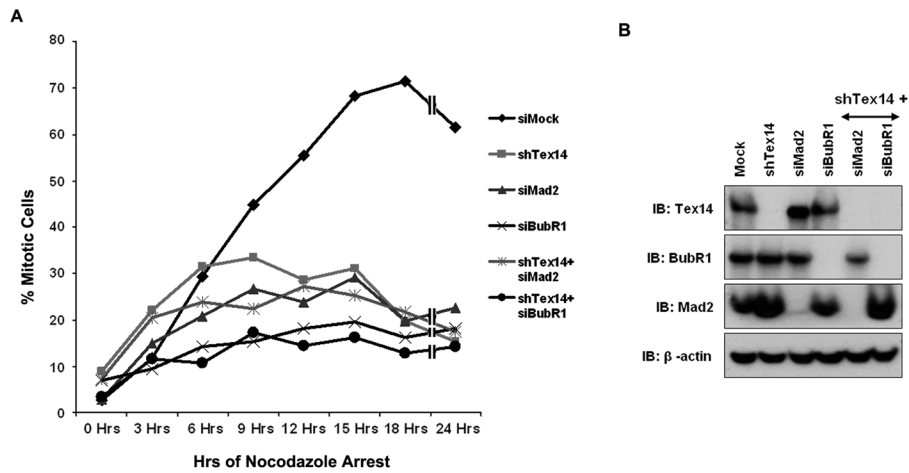 A
80
70
60
50
40
30
20
10
0
% Mitotic Cells
0 Hrs 3 Hrs 6 Hrs 9 Hrs 12 Hrs 15 Hrs 18 Hrs 24 Hrs
Hrs of Nocodazole Arrest
siMock
shTex14
siMad2
siBubR1
shTex14+
siMad2
shTex14+
siBubR1
B
shTex14 +
Mock
shTex14
siMad2
siBubR1
siMad2
siBubR1
IB: Tex14
IB: BubR1
IB: Mad2
IB: β -actin